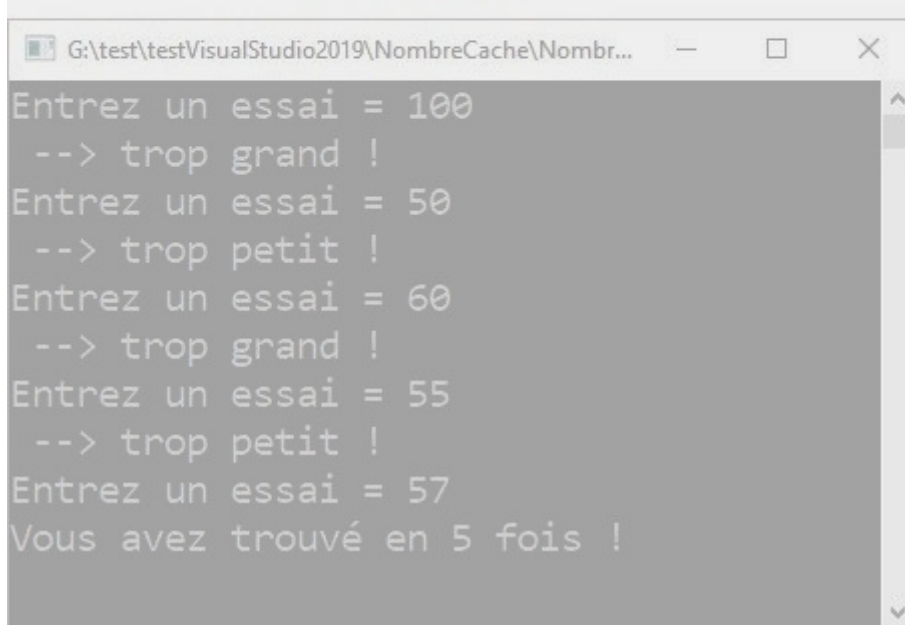 G:\test\testVisualStudio2019\NombreCache\Nombr...
Entrez un essai = 100
--> trop grand !
Entrez un essai = 50
--> trop petit !
Entrez un essai = 60
--> trop grand !
Entrez un essai = 55
--> trop petit !
Entrez un essai = 57
Vous avez trouvé en 5 fois !